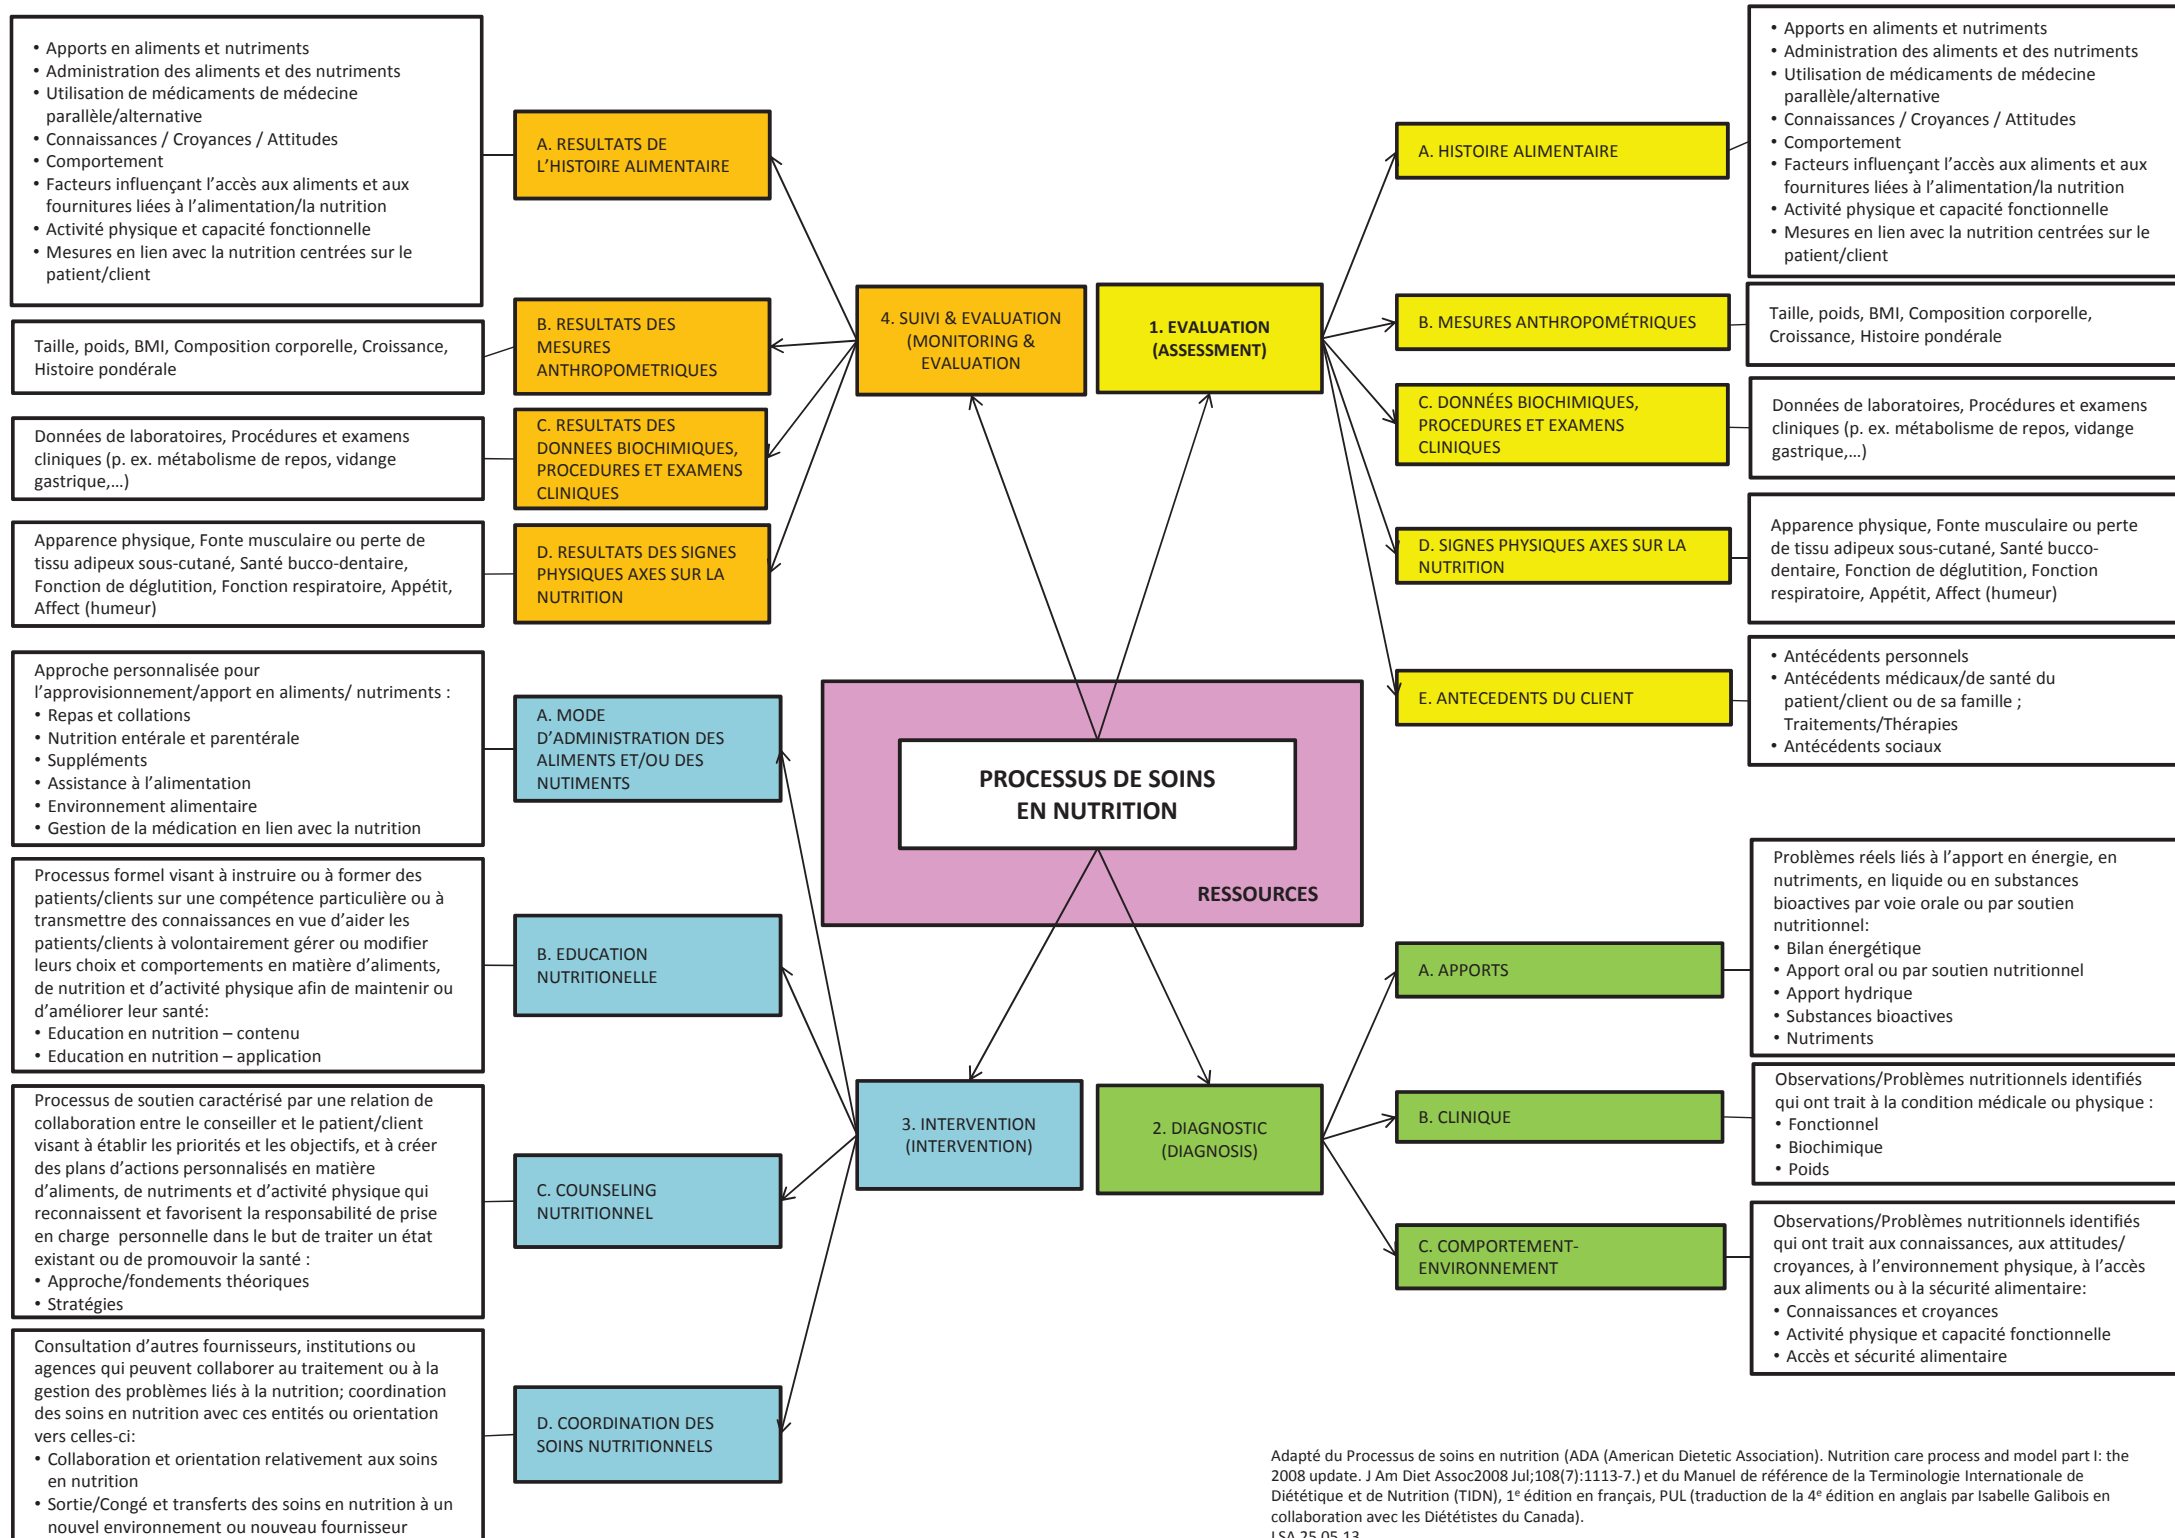 • Apports en aliments et nutriments
• Administration des aliments et des nutriments
• Utilisation de médicaments de médecine
parallèle/alternative
• Connaissances / Croyances / Attitudes
• Comportement
• Facteurs influençant l’accès aux aliments et aux
fournitures liées à l’alimentation/la nutrition
• Activité physique et capacité fonctionnelle
• Mesures en lien avec la nutrition centrées sur le
patient/client
A. RESULTATS DE
L’HISTOIRE ALIMENTAIRE
Taille, poids, BMI, Composition corporelle, Croissance,
Histoire pondérale
B. RESULTATS DES
MESURES
ANTHROPOMETRIQUES
Données de laboratoires, Procédures et examens
cliniques (p. ex. métabolisme de repos, vidange
gastrique,…)
C. RESULTATS DES
DONNEES BIOCHIMIQUES,
PROCEDURES ET EXAMENS
CLINIQUES
Apparence physique, Fonte musculaire ou perte de
tissu adipeux sous-cutané, Santé bucco-dentaire,
Fonction de déglutition, Fonction respiratoire, Appétit,
Affect (humeur)
D. RESULTATS DES SIGNES
PHYSIQUES AXES SUR LA
NUTRITION
4. SUIVI & EVALUATION
(MONITORING &
EVALUATION
1. EVALUATION
(ASSESSMENT)
A. HISTOIRE ALIMENTAIRE
• Apports en aliments et nutriments
• Administration des aliments et des nutriments
• Utilisation de médicaments de médecine
parallèle/alternative
• Connaissances / Croyances / Attitudes
• Comportement
• Facteurs influençant l’accès aux aliments et aux
fournitures liées à l’alimentation/la nutrition
• Activité physique et capacité fonctionnelle
• Mesures en lien avec la nutrition centrées sur le
patient/client
B. MESURES ANTHROPOMÉTRIQUES
Taille, poids, BMI, Composition corporelle,
Croissance, Histoire pondérale
C. DONNÉES BIOCHIMIQUES,
PROCEDURES ET EXAMENS
CLINIQUES
Données de laboratoires, Procédures et examens
cliniques (p. ex. métabolisme de repos, vidange
gastrique,…)
D. SIGNES PHYSIQUES AXES SUR LA
NUTRITION
Apparence physique, Fonte musculaire ou perte
de tissu adipeux sous-cutané, Santé bucco-
dentaire, Fonction de déglutition, Fonction
respiratoire, Appétit, Affect (humeur)
E. ANTECEDENTS DU CLIENT
• Antécédents personnels
• Antécédents médicaux/de santé du
patient/client ou de sa famille ;
Traitements/Thérapies
• Antécédents sociaux
PROCESSUS DE SOINS
EN NUTRITION
RESSOURCES
Approche personnalisée pour
l’approvisionnement/apport en aliments/ nutriments :
• Repas et collations
• Nutrition entérale et parentérale
• Suppléments
• Assistance à l’alimentation
• Environnement alimentaire
• Gestion de la médication en lien avec la nutrition
A. MODE
D’ADMINISTRATION DES
ALIMENTS ET/OU DES
NUTIMENTS
Processus formel visant à instruire ou à former des
patients/clients sur une compétence particulière ou à
transmettre des connaissances en vue d’aider les
patients/clients à volontairement gérer ou modifier
leurs choix et comportements en matière d’aliments,
de nutrition et d’activité physique afin de maintenir ou
d’améliorer leur santé:
• Education en nutrition – contenu
• Education en nutrition – application
B. EDUCATION
NUTRITIONELLE
Processus de soutien caractérisé par une relation de
collaboration entre le conseiller et le patient/client
visant à établir les priorités et les objectifs, et à créer
des plans d’actions personnalisés en matière
d’aliments, de nutriments et d’activité physique qui
reconnaissent et favorisent la responsabilité de prise
en charge personnelle dans le but de traiter un état
existant ou de promouvoir la santé :
• Approche/fondements théoriques
• Stratégies
C. COUNSELING
NUTRITIONNEL
Consultation d’autres fournisseurs, institutions ou
agences qui peuvent collaborer au traitement ou à la
gestion des problèmes liés à la nutrition; coordination
des soins en nutrition avec ces entités ou orientation
vers celles-ci:
• Collaboration et orientation relativement aux soins
en nutrition
• Sortie/Congé et transferts des soins en nutrition à un
nouvel environnement ou nouveau fournisseur
D. COORDINATION DES
SOINS NUTRITIONNELS
3. INTERVENTION
(INTERVENTION)
2. DIAGNOSTIC
(DIAGNOSIS)
A. APPORTS
Problèmes réels liés à l’apport en énergie, en
nutriments, en liquide ou en substances
bioactives par voie orale ou par soutien
nutritionnel:
• Bilan énergétique
• Apport oral ou par soutien nutritionnel
• Apport hydrique
• Substances bioactives
• Nutriments
B. CLINIQUE
Observations/Problèmes nutritionnels identifiés
qui ont trait à la condition médicale ou physique :
• Fonctionnel
• Biochimique
• Poids
C. COMPORTEMENT-
ENVIRONNEMENT
Observations/Problèmes nutritionnels identifiés
qui ont trait aux connaissances, aux attitudes/
croyances, à l’environnement physique, à l’accès
aux aliments ou à la sécurité alimentaire:
• Connaissances et croyances
• Activité physique et capacité fonctionnelle
• Accès et sécurité alimentaire
Adapté du Processus de soins en nutrition (ADA (American Dietetic Association). Nutrition care process and model part I: the
2008 update. J Am Diet Assoc2008 Jul;108(7):1113-7.) et du Manuel de référence de la Terminologie Internationale de
Diététique et de Nutrition (TIDN), 1e édition en français, PUL (traduction de la 4e édition en anglais par Isabelle Galibois en
collaboration avec les Diététistes du Canada).
LSA 25.05.13